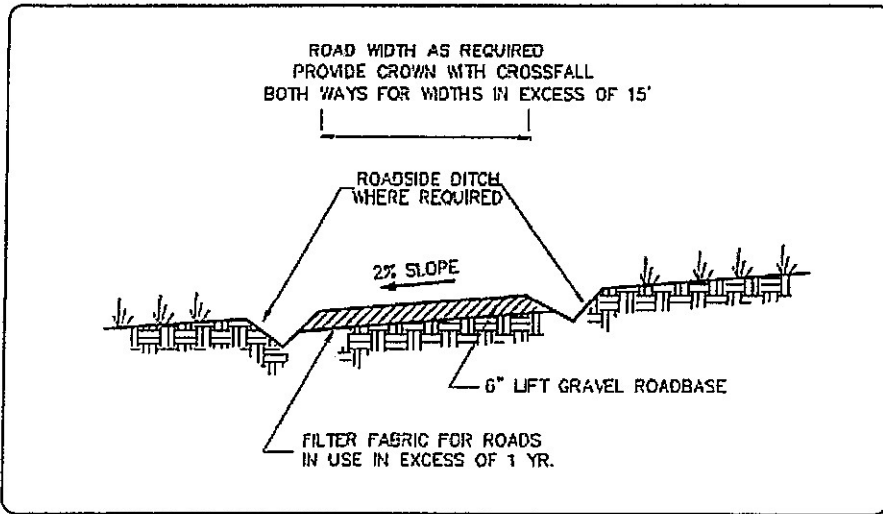 ROAD WIDTH AS REQUIRED
PROVIDE CROWN WITH CROSSFALL
BOTH WAYS FOR WIDTHS IN EXCESS OF 15'
ROADSIDE DITCH
WHERE REQUIRED
2% SLOPE
6" LIFT GRAVEL ROADBASE
FILTER FABRIC FOR ROADS
IN USE IN EXCESS OF 1 YR.